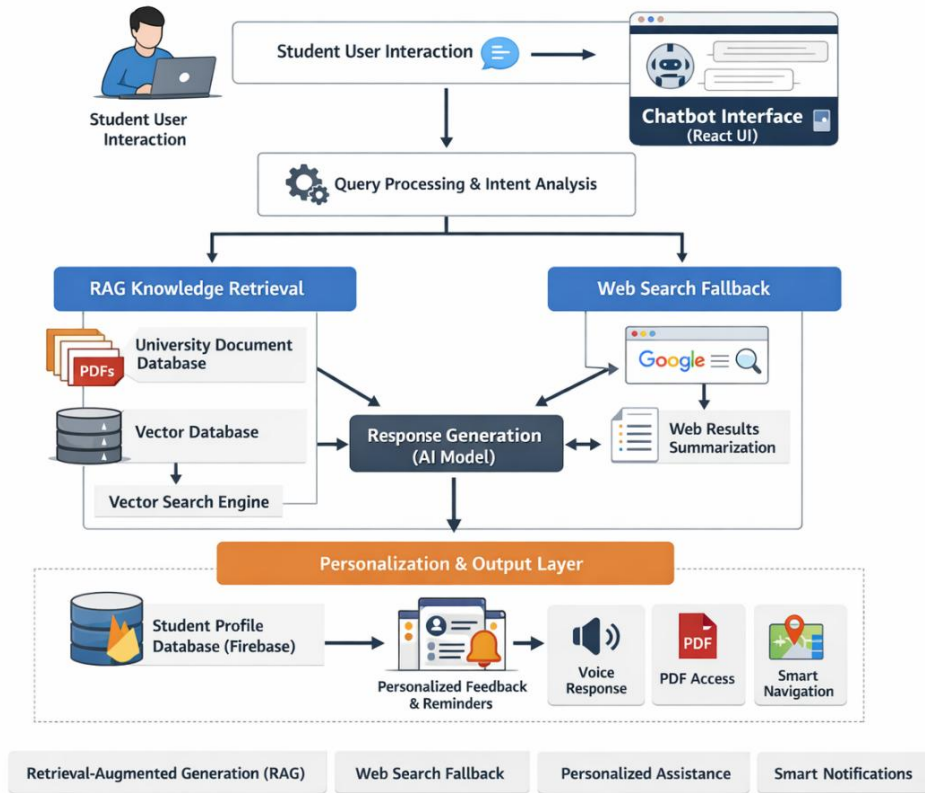 Student User Interaction
Student User
Interaction
Chatbot Interface
(React UI)
Query Processing & Intent Analysis
RAG Knowledge Retrieval
Web Search Fallback
University Document
Database
PDFs
Google
Vector Database
Response Generation
(AI Model)
Web Results
Summarization
Vector Search Engine
Personalization & Output Layer
Student Profile
Database (Firebase)
Personalized Feedback
& Reminders
Voice
Response
PDF
PDF Access
Smart
Navigation
Retrieval-Augmented Generation (RAG)
Web Search Fallback
Personalized Assistance
Smart Notifications